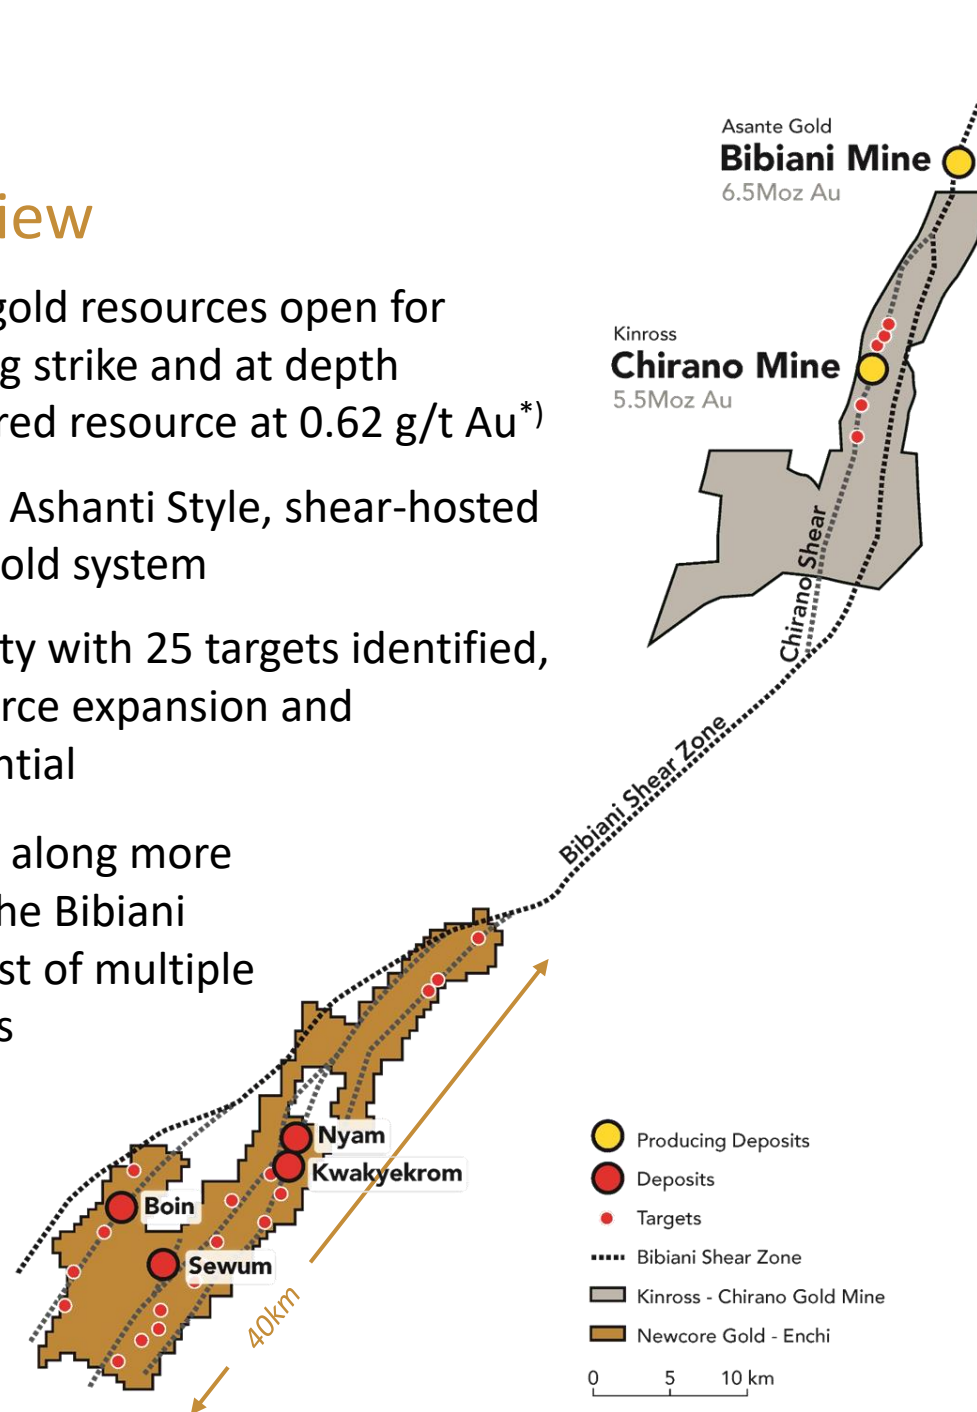 iew
gold resources open for
g strike and at depth
red resource at 0.62 g/t Au*)
Ashanti Style, shear-hosted
old system
ty with 25 targets identified,
rce expansion and
ntial
along more
he Bibiani
st of multiple
s
Asante Gold
Bibiani Mine
6.5Moz Au
Kinross
Chirano Mine
5.5Moz Au
Chirano Shear
Bibiani Shear Zone
Nyam
Kwakyekrom
Boin
Sewum
40km
Producing Deposits
Deposits
Targets
Bibiani Shear Zone
Kinross - Chirano Gold Mine
Newcore Gold - Enchi
0 5 10 km